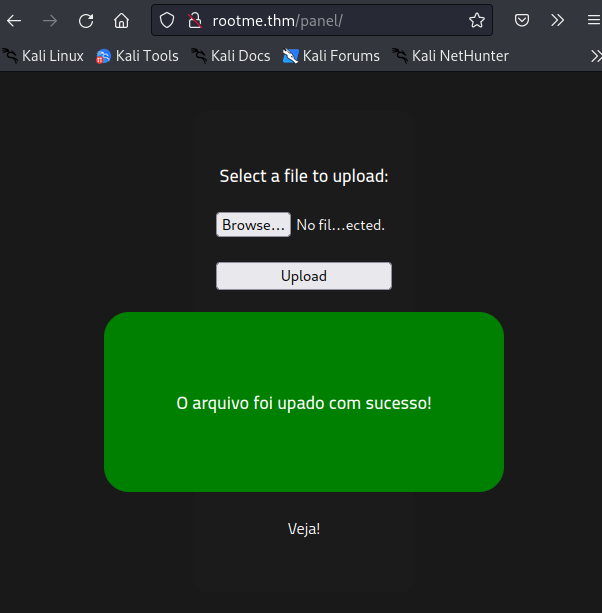 rootme.thm/panel/
Kali Linux Kali Tools Kali Docs Kali Forums Kali NetHunter
Select a file to upload:
Browse... No fil...ected.
Upload
O arquivo foi upado com sucesso!
Veja!